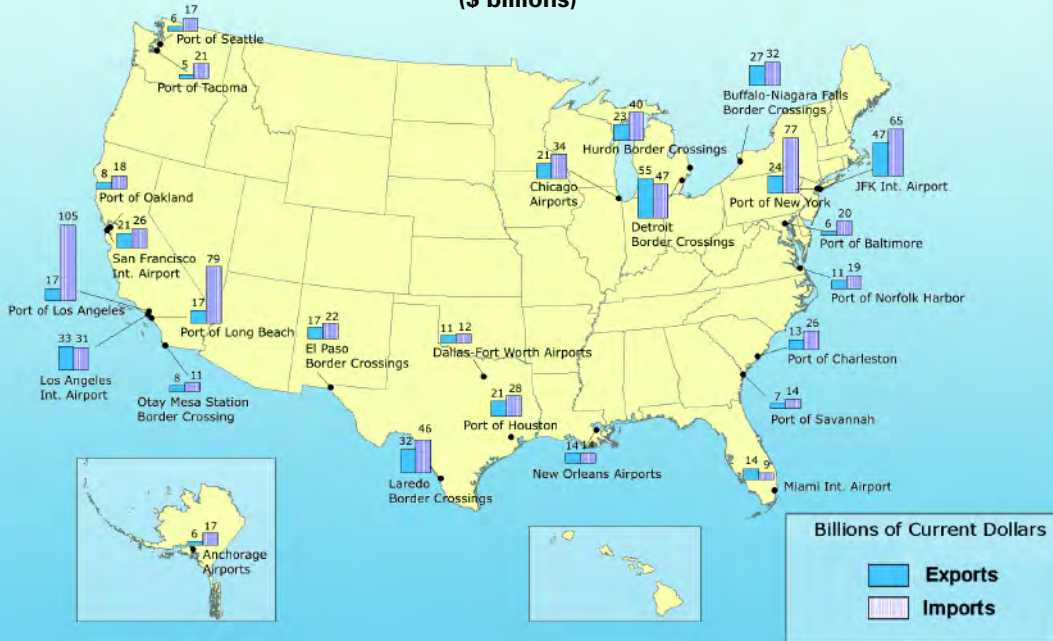 ($ billions)
6 17
Port of Seattle
5 21
Port of Tacoma
27 32
Buffalo-Niagara Falls
Border Crossings
23 40
Huron Border Crossings
21 34
Chicago
Airports
55 47
Detroit
Border Crossings
24 77
Port of New York
47 65
JFK Int. Airport
8 18
Port of Oakland
21 26
San Francisco
Int. Airport
6 20
Port of Baltimore
11 19
Port of Norfolk Harbor
17 105
Port of Los Angeles
17 79
Port of Long Beach
33 31
Los Angeles
Int. Airport
8 11
Otay Mesa Station
Border Crossing
17 22
El Paso
Border Crossings
11 12
Dallas-Fort Worth Airports
13 26
Port of Charleston
7 14
Port of Savannah
21 28
Port of Houston
32 46
Laredo
Border Crossings
14 14
New Orleans Airports
14 9
Miami Int. Airport
6 17
Anchorage
Airports
Billions of Current Dollars
Exports
Imports